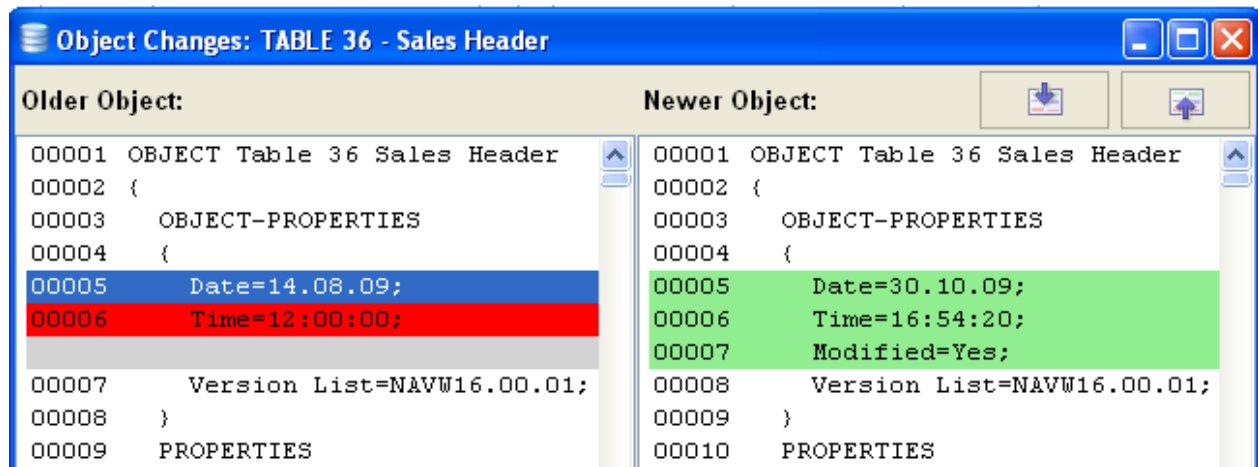 Object Changes: TABLE 36 - Sales Header
Older Object:
00001 OBJECT Table 36 Sales Header
00002 {
00003   OBJECT-PROPERTIES
00004   {
00005     Date=14.08.09;
00006     Time=12:00:00;
00007     Version List=NAVW16.00.01;
00008   }
00009   PROPERTIES
Newer Object:
00001 OBJECT Table 36 Sales Header
00002 {
00003   OBJECT-PROPERTIES
00004   {
00005     Date=30.10.09;
00006     Time=16:54:20;
00007     Modified=Yes;
00008     Version List=NAVW16.00.01;
00009   }
00010   PROPERTIES